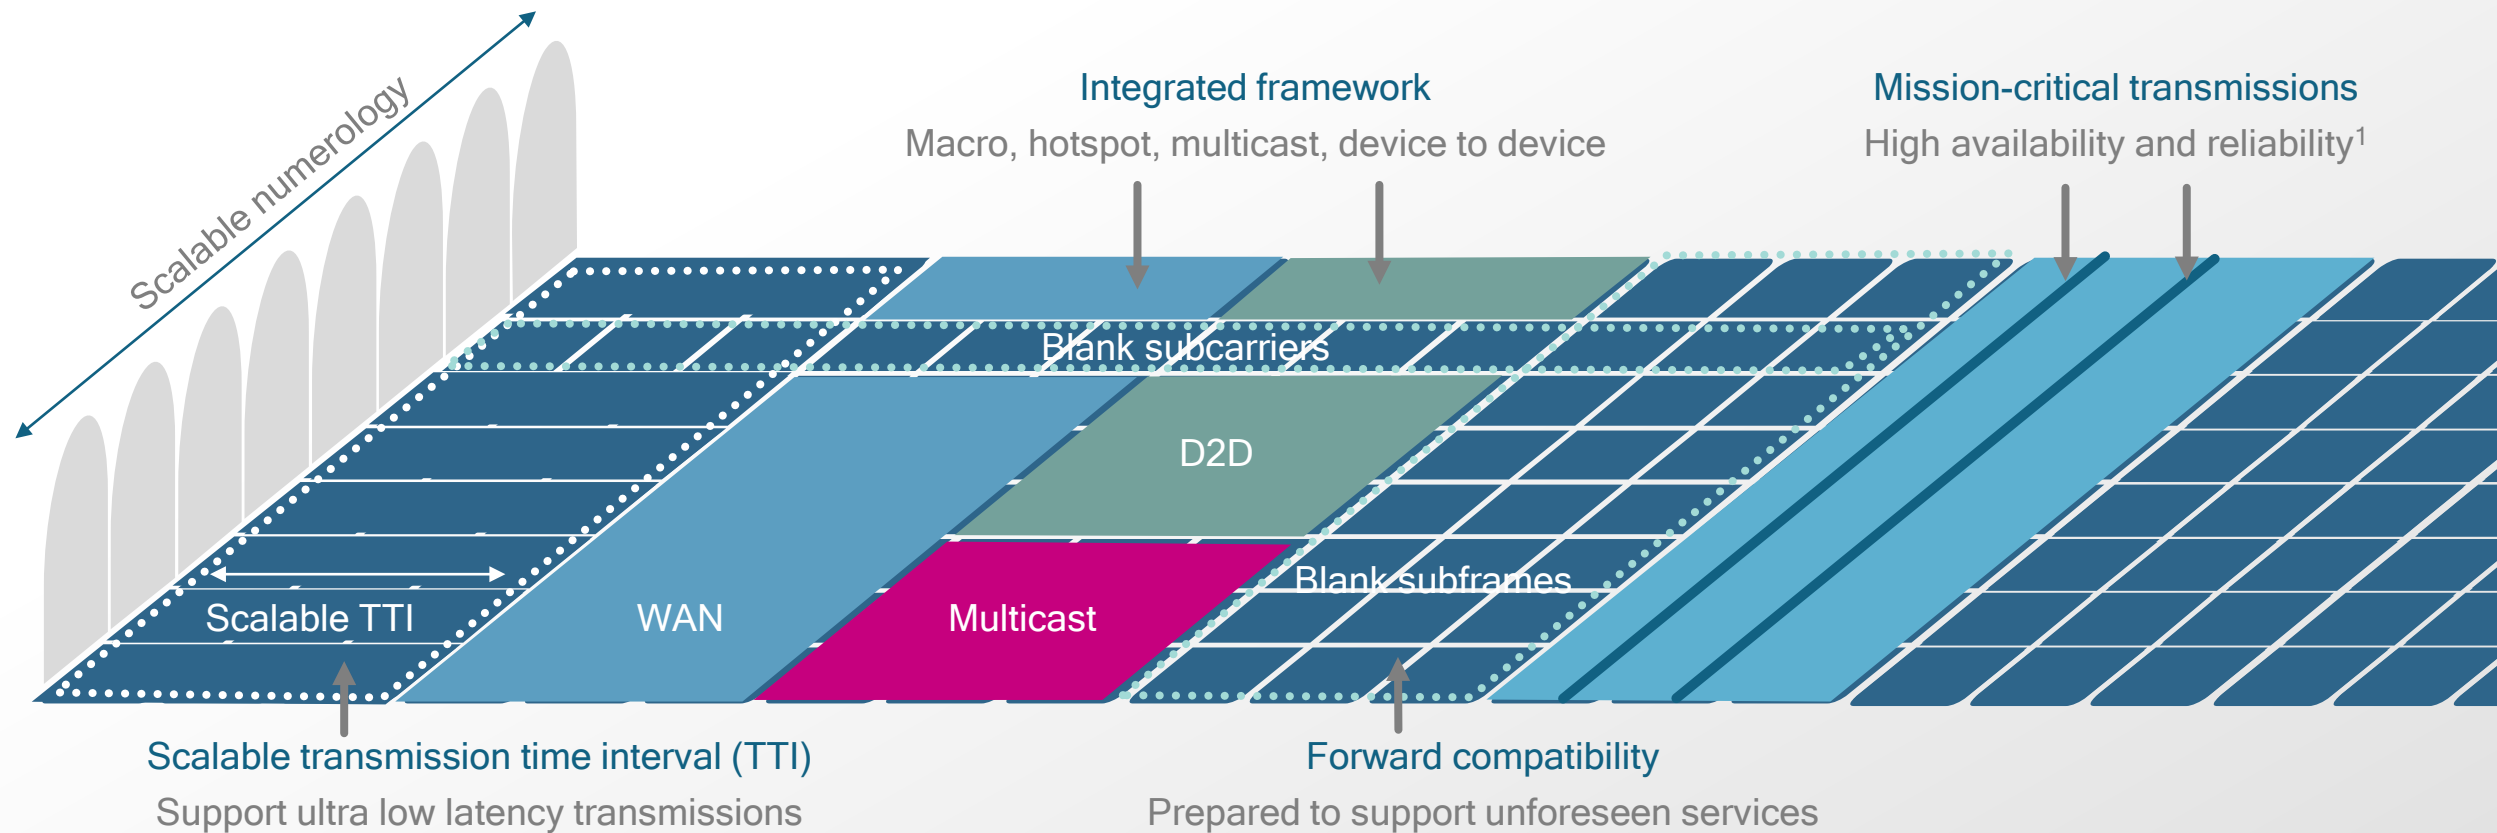 Scalable numerology
Integrated framework
Macro, hotspot, multicast, device to device
Mission-critical transmissions
High availability and reliability¹
Blank subcarriers
D2D
Blank subframes
Scalable TTI
WAN
Multicast
Scalable transmission time interval (TTI)
Support ultra low latency transmissions
Forward compatibility
Prepared to support unforeseen services